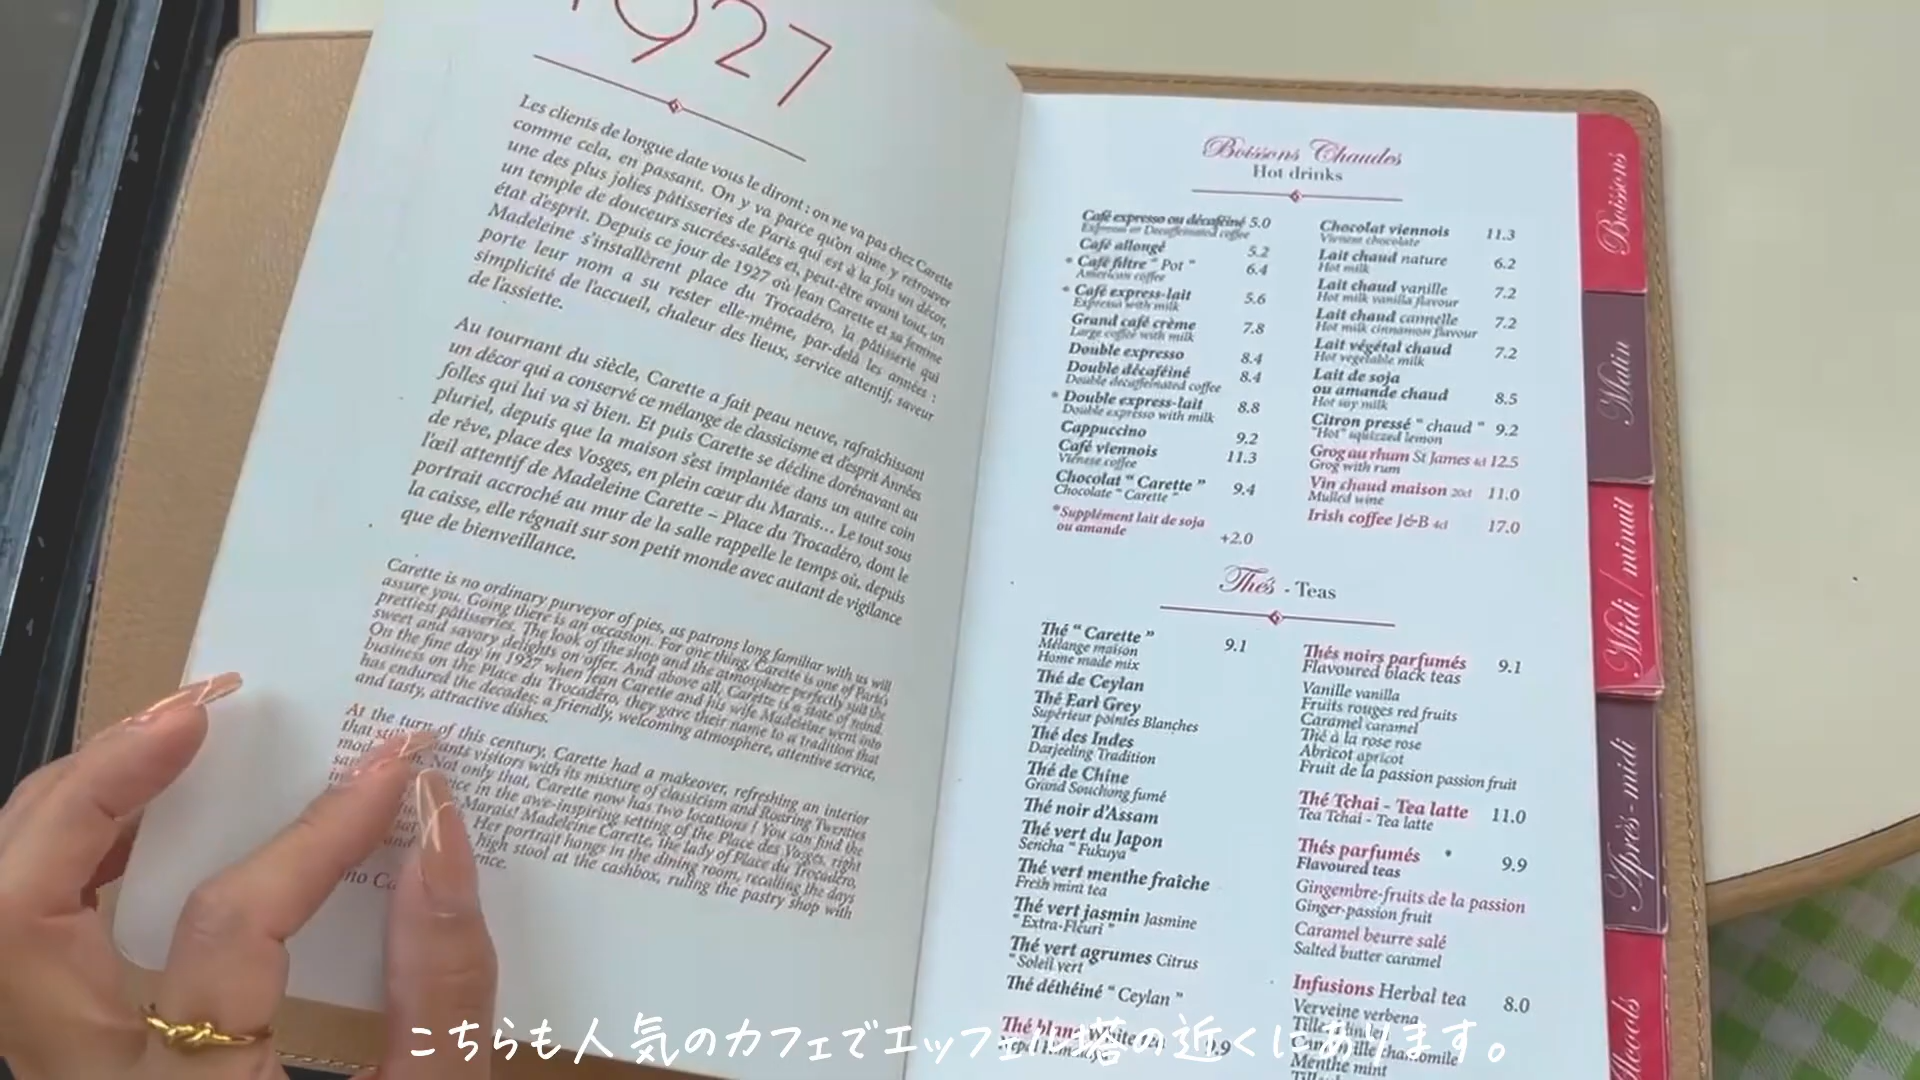 1927
Les clients de longue date vous le diront : on ne va pas chez Carette
comme cela, en passant. On y va parce qu'on aime y retrouver
une des plus jolies pâtisseries de Paris qui est à la fois un décor,
un temple de douceurs sucrées-salées et, peut-être avant tout, un
état d'esprit. Depuis ce jour de 1927 où Jean Carette et sa femme
Madeleine s'installèrent place du Trocadéro, la pâtisserie qui
porte leur nom a su rester elle-même, par-delà les années :
simplicité de l'accueil, chaleur des lieux, service attentif, saveur
de l'assiette.
Au tournant du siècle, Carette a fait peau neuve, rafraîchissant
un décor qui a conservé ce mélange de classicisme et d'esprit Années
folles qui lui va si bien. Et puis Carette se décline dorénavant au
pluriel, depuis que la maison s'est implantée dans un autre coin
de rêve, place des Vosges, en plein cœur du Marais... Le tout sous
l'œil attentif de Madeleine Carette – Place du Trocadéro, dont le
portrait accroché au mur de la salle rappelle le temps où, depuis
la caisse, elle régnait sur son petit monde avec autant de vigilance
que de bienveillance.
Carette is no ordinary purveyor of pies, as patrons long familiar with us will
assure you. Going there is an occasion. For one thing, Carette is one of Paris's
prettiest pâtisseries. The look of the shop and the atmosphere perfectly suit the
sweet and savory delights on offer. And above all, Carette is a state of mind.
On the fine day in 1927 when Jean Carette and his wife Madeleine went into
business on the Place du Trocadéro, they gave their name to a tradition that
has endured the decades: a friendly, welcoming atmosphere, attentive service,
and tasty, attractive dishes.
At the turn of this century, Carette had a makeover, refreshing an interior
that visitors with its mixture of classicism and Roaring Twenties
Not only that, Carette now has two locations ! You can find the
in the awe-inspiring setting of the Place des Vosges, right
Marais! Madeleine Carette, the lady of Place du Trocadéro,
Her portrait hangs in the dining room, recalling the days
high stool at the cashbox, ruling the pastry shop with
Boissons Chaudes
Hot drinks
Café expresso ou décaféiné 5.0
Expresso or Decaffeinated coffee
Café allongé 5.2
* Café filtre " Pot " 6.4
American coffee
* Café express-lait 5.6
Expresso with milk
Grand café crème 7.8
Large coffee with milk
Double expresso 8.4
Double décaféiné 8.4
Double decaffeinated coffee
* Double express-lait 8.8
Double expresso with milk
Cappuccino 9.2
Café viennois 11.3
Vienese coffee
Chocolat " Carette " 9.4
Chocolate " Carette "
*Supplément lait de soja
ou amande +2.0
Chocolat viennois 11.3
Vienese chocolate
Lait chaud nature 6.2
Hot milk
Lait chaud vanille 7.2
Hot milk vanilla flavour
Lait chaud cannelle 7.2
Hot milk cinnamon flavour
Lait végétal chaud 7.2
Hot vegetable milk
Lait de soja
ou amande chaud 8.5
Hot soy milk
Citron pressé " chaud " 9.2
"Hot" squizzed lemon
Grog au rhum St James 4cl 12.5
Grog with rum
Vin chaud maison 20cl 11.0
Mulled wine
Irish coffee J&B 4cl 17.0
Thés - Teas
Thé " Carette " 9.1
Mélange maison
Home made mix
Thé de Ceylan
Thé Earl Grey
Supérieur pointes Blanches
Thé des Indes
Darjeeling Tradition
Thé de Chine
Grand Souchong fumé
Thé noir d'Assam
Thé vert du Japon
Sencha " Fukuya "
Thé vert menthe fraîche
Fresh mint tea
Thé vert jasmin Jasmine
" Extra-Fleuri "
Thé vert agrumes Citrus
" Soleil vert "
Thé déthéiné " Ceylan "
Thé blanc White tea 9.9
Thés noirs parfumés 9.1
Flavoured black teas
Vanille vanilla
Fruits rouges red fruits
Caramel caramel
Thé à la rose rose
Abricot apricot
Fruit de la passion passion fruit
Thé Tchai - Tea latte 11.0
Tea Tchai - Tea latte
Thés parfumés 9.9
Flavoured teas
Gingembre-fruits de la passion
Ginger-passion fruit
Caramel beurre salé
Salted butter caramel
Infusions Herbal tea 8.0
Verveine verbena
Menthe mint
Boissons
Matin
Midi / minuit
Après-midi
Alcools
こちらも人気のカフェでエッフェル塔の近くにあります。